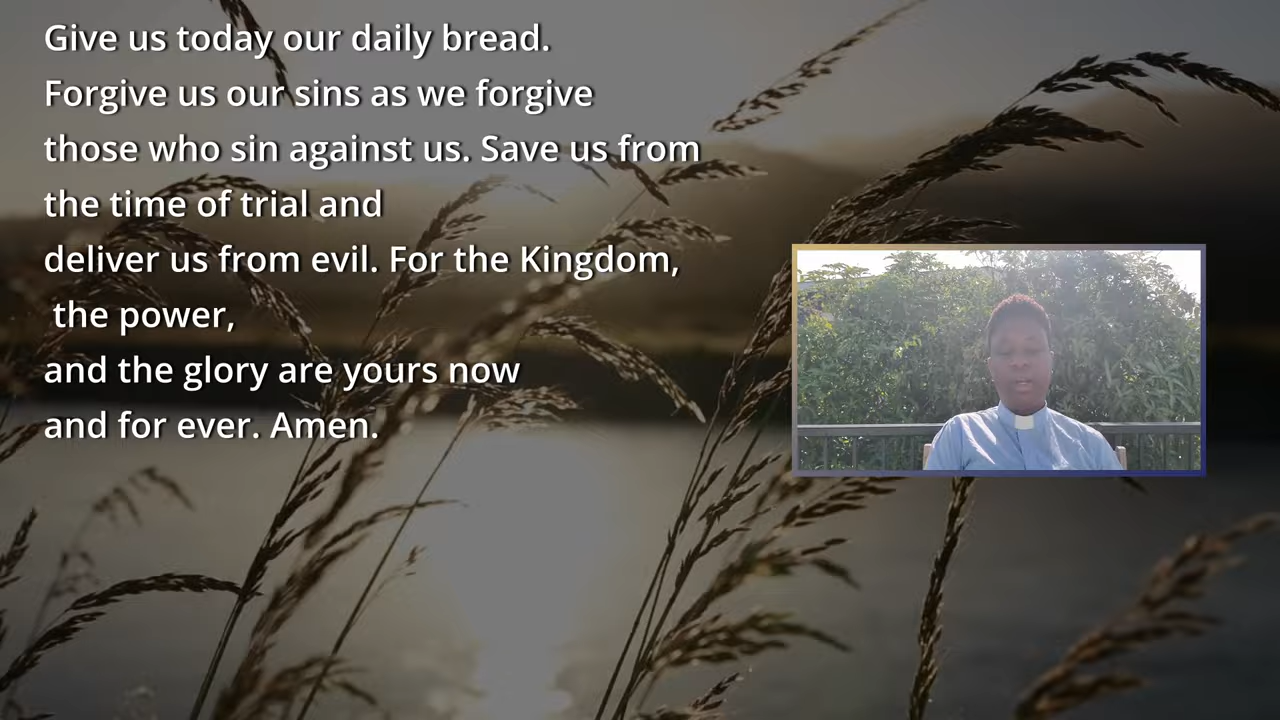 Give us today our daily bread.
Forgive us our sins as we forgive
those who sin against us. Save us from
the time of trial and
deliver us from evil. For the Kingdom,
the power,
and the glory are yours now
and for ever. Amen.